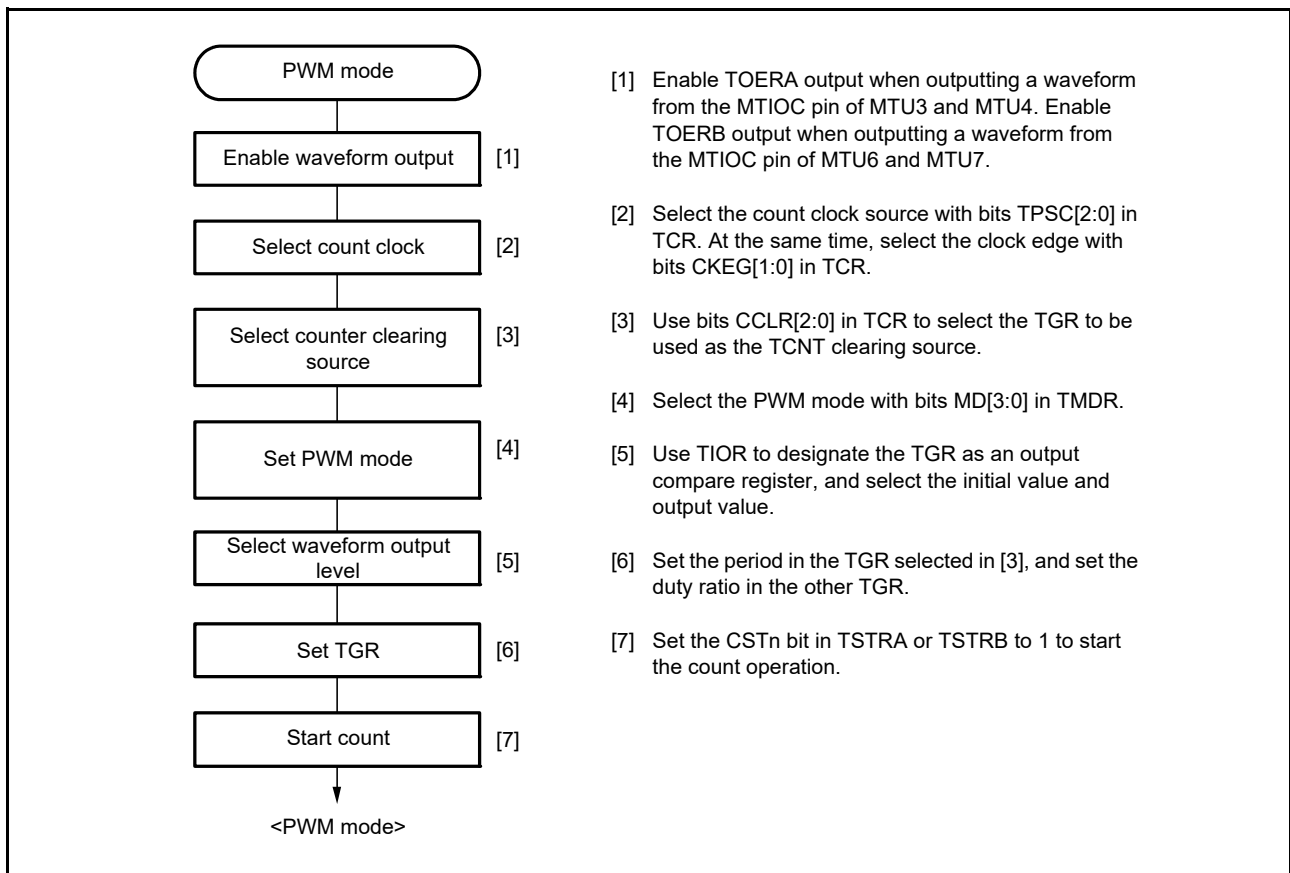 PWM mode
Enable waveform output [1]
Select count clock [2]
Select counter clearing
source
[3]
Set PWM mode [4]
Select waveform output
level
[5]
Set TGR [6]
Start count [7]
<PWM mode>
[1] Enable TOERA output when outputting a waveform
from the MTIOC pin of MTU3 and MTU4. Enable
TOERB output when outputting a waveform from
the MTIOC pin of MTU6 and MTU7.
[2] Select the count clock source with bits TPSC[2:0] in
TCR. At the same time, select the clock edge with
bits CKEG[1:0] in TCR.
[3] Use bits CCLR[2:0] in TCR to select the TGR to be
used as the TCNT clearing source.
[4] Select the PWM mode with bits MD[3:0] in TMDR.
[5] Use TIOR to designate the TGR as an output
compare register, and select the initial value and
output value.
[6] Set the period in the TGR selected in [3], and set the
duty ratio in the other TGR.
[7] Set the CSTn bit in TSTRA or TSTRB to 1 to start
the count operation.